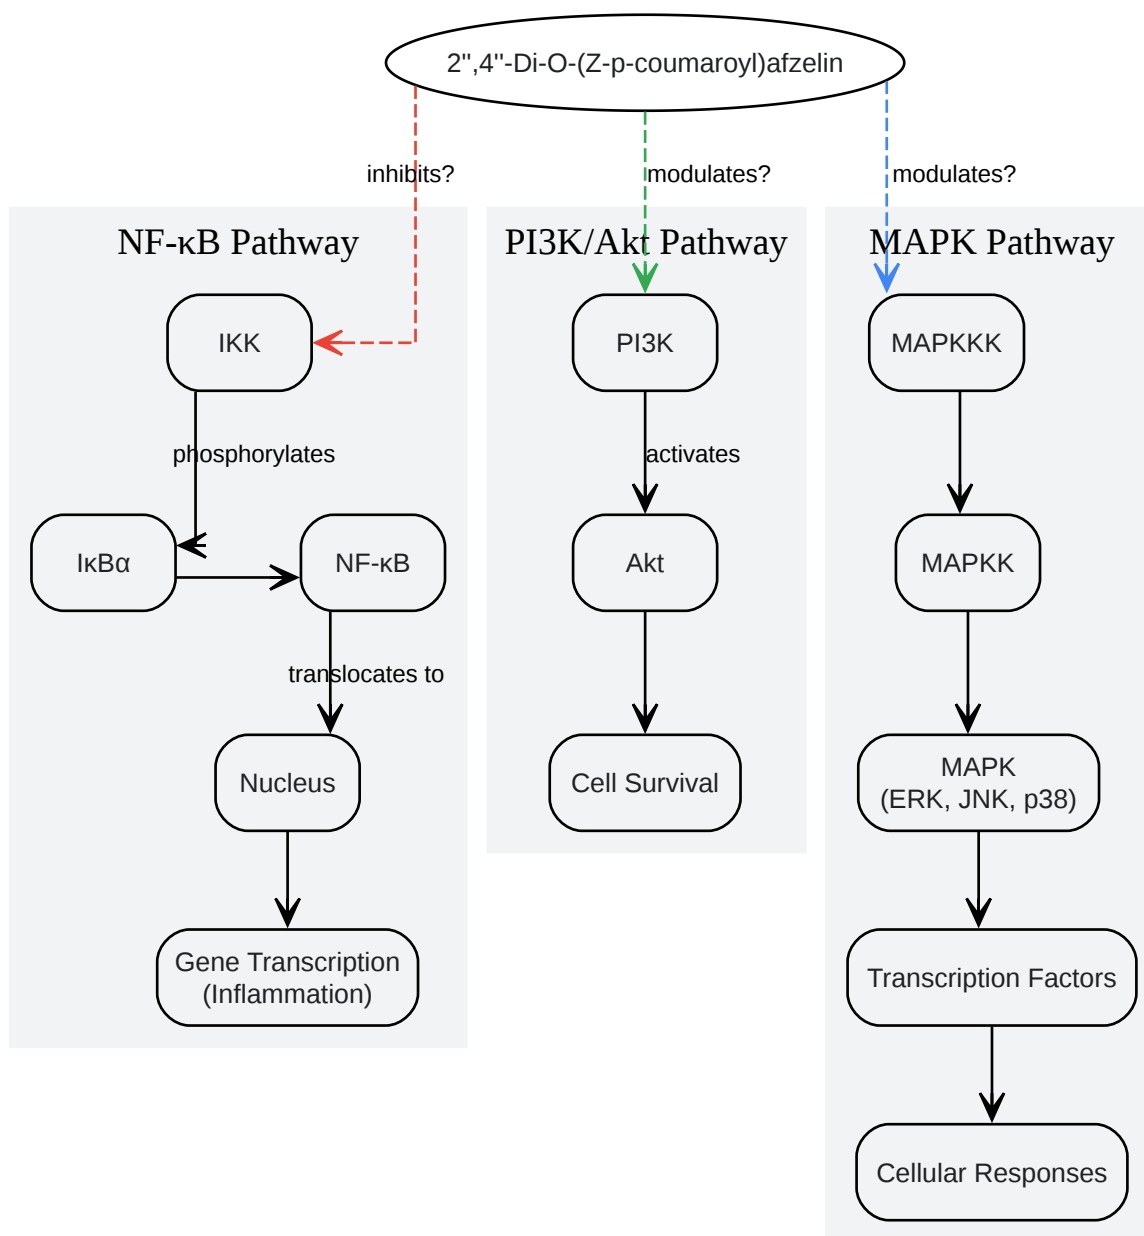 2'',4''-Di-O-(Z-p-coumaroyl)afzelin
inhibits?
modulates?
modulates?
NF-κB Pathway
PI3K/Akt Pathway
MAPK Pathway
IKK
PI3K
MAPKKK
phosphorylates
activates
IκBα
NF-κB
Akt
MAPKK
translocates to
Nucleus
Cell Survival
MAPK
(ERK, JNK, p38)
Gene Transcription
(Inflammation)
Transcription Factors
Cellular Responses